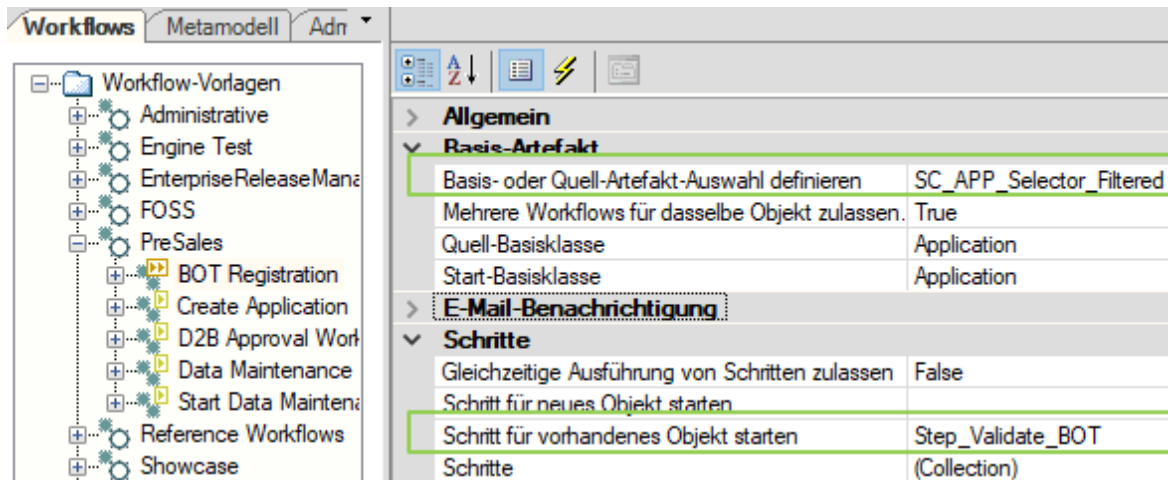 Workflows Metamodell Adm
Workflow-Vorlagen
Administrative
Engine Test
EnterpriseReleaseMana
FOSS
PreSales
BOT Registration
Create Application
D2B Approval Work
Data Maintenance
Start Data Maintena
Reference Workflows
Showcase
Allgemein
Basis-Artefakt
Basis- oder Quell-Artefakt-Auswahl definieren SC_APP_Selector_Filtered
Mehrere Workflows für dasselbe Objekt zulassen. True
Quell-Basisklasse Application
Start-Basisklasse Application
E-Mail-Benachrichtigung
Schritte
Gleichzeitige Ausführung von Schritten zulassen False
Schritt für neues Objekt starten
Schritt für vorhandenes Objekt starten Step_Validate_BOT
Schritte (Collection)